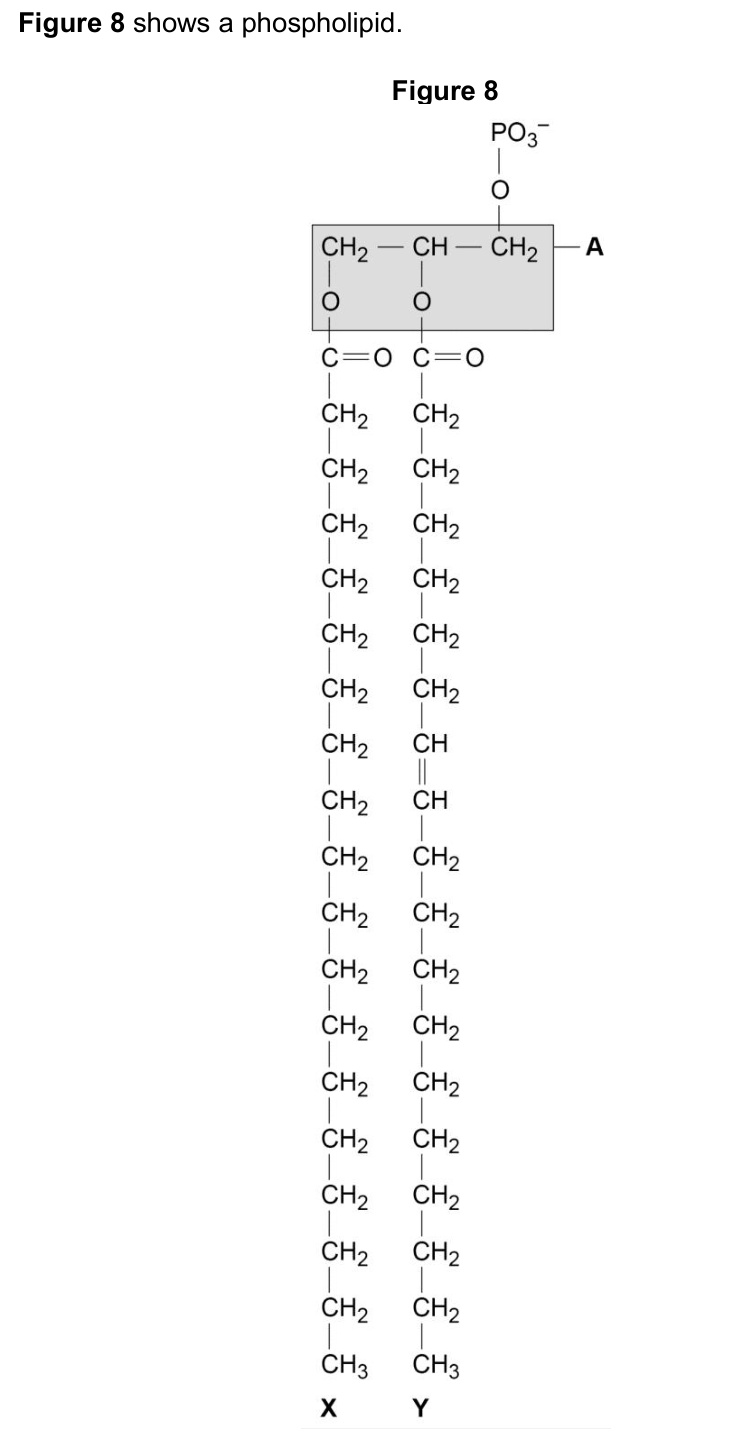 Figure 8 shows a phospholipid.
Figure 8
PO₃⁻
O
CH₂ — CH — CH₂ — A
O O
C=O C=O
CH₂ CH₂
CH₂ CH₂
CH₂ CH₂
CH₂ CH₂
CH₂ CH₂
CH₂ CH₂
CH₂ CH
CH₂ CH
CH₂ CH₂
CH₂ CH₂
CH₂ CH₂
CH₂ CH₂
CH₂ CH₂
CH₂ CH₂
CH₂ CH₂
CH₂ CH₂
CH₂ CH₂
CH₃ CH₃
X Y